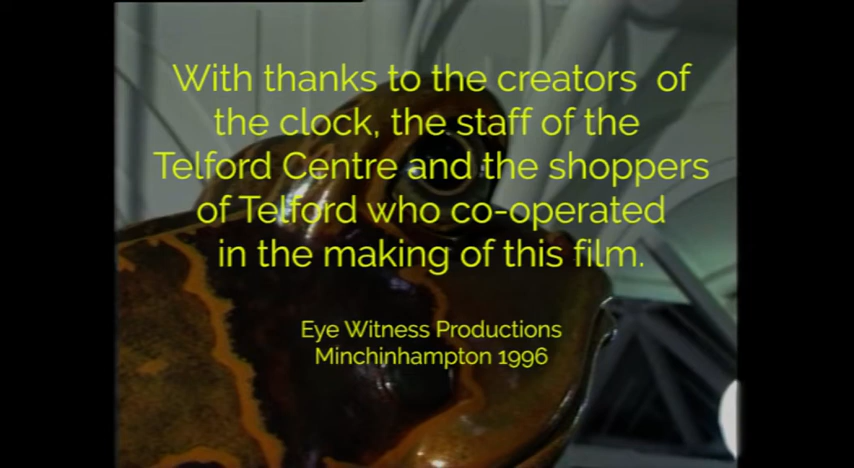 With thanks to the creators  of
the clock, the staff of the
Telford Centre and the shoppers
of Telford who co-operated
in the making of this film.
Eye Witness Productions
Minchinhampton 1996